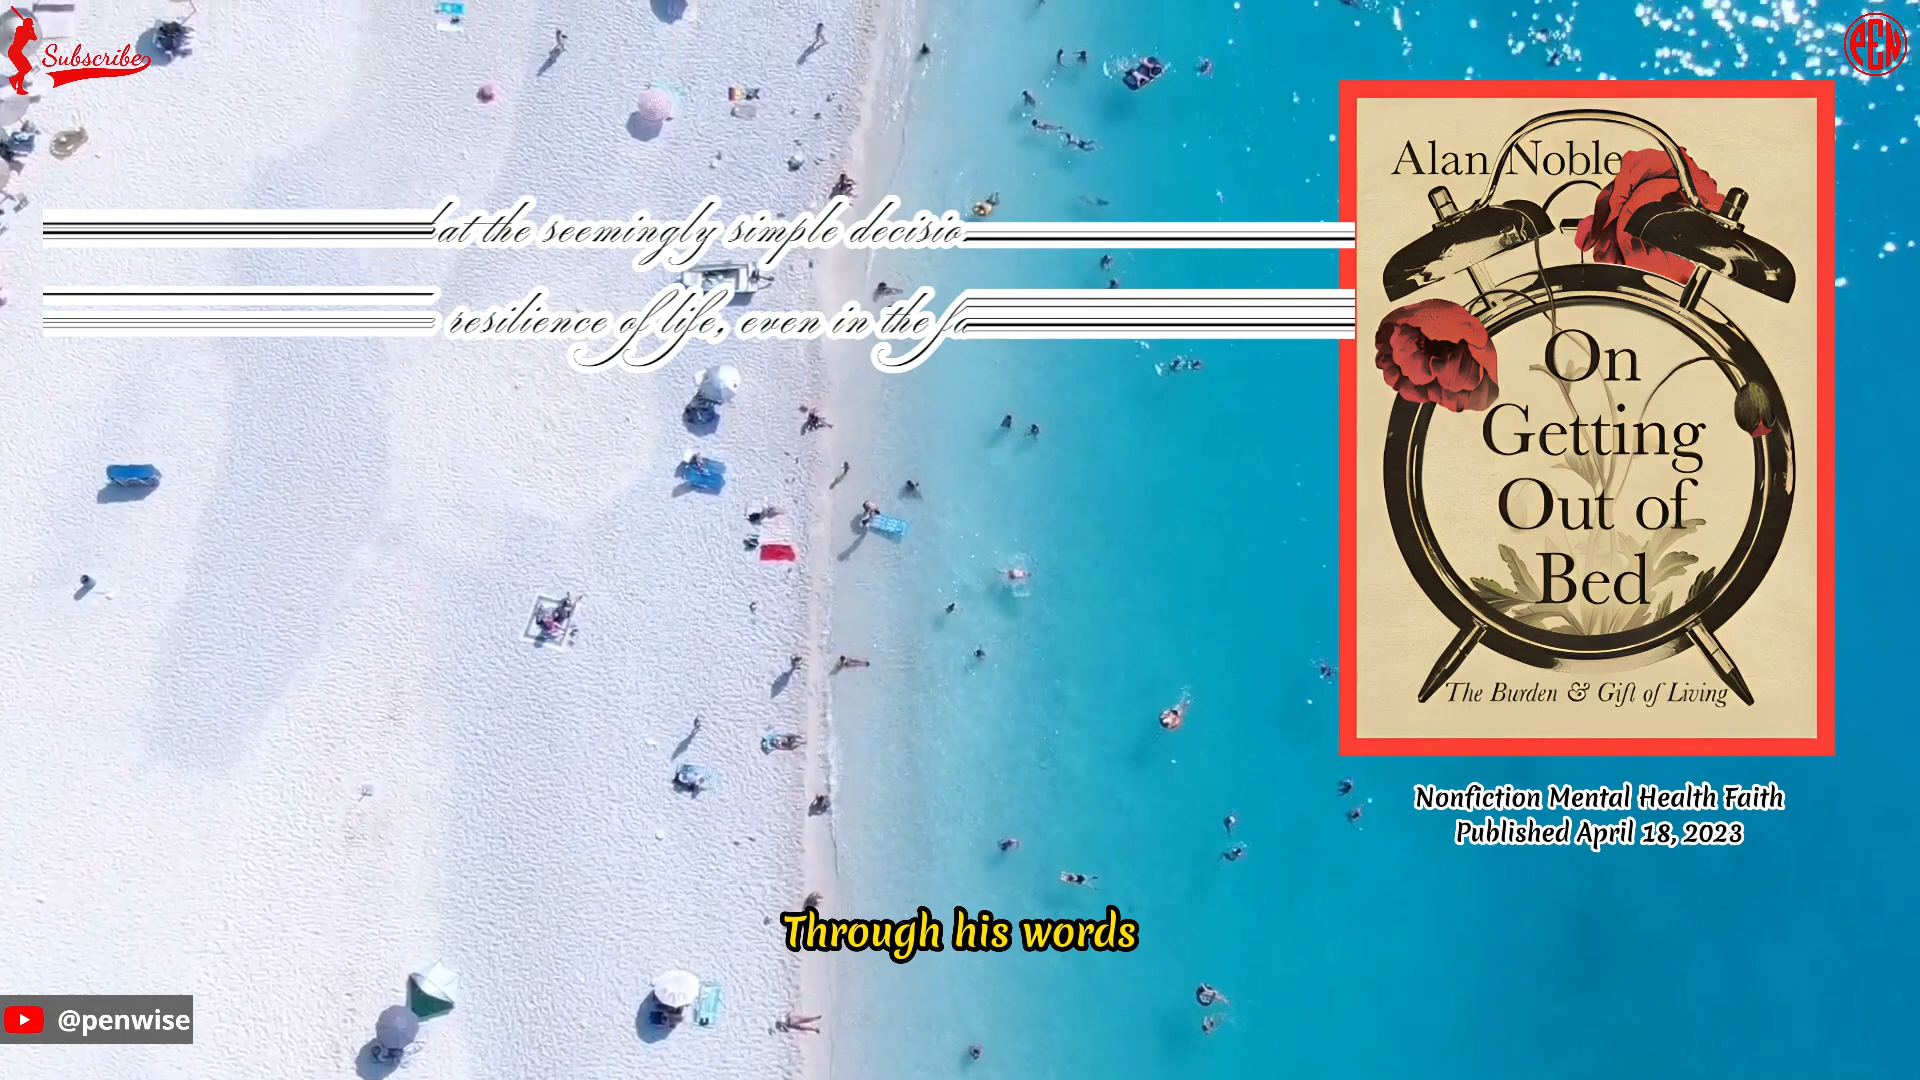 Subscribe
PEN
at the seemingly simple decisio
resilience of life, even in the fa
Alan Noble
On
Getting
Out of
Bed
The Burden & Gift of Living
Nonfiction Mental Health Faith
Published April 18, 2023
Through his words
@penwise